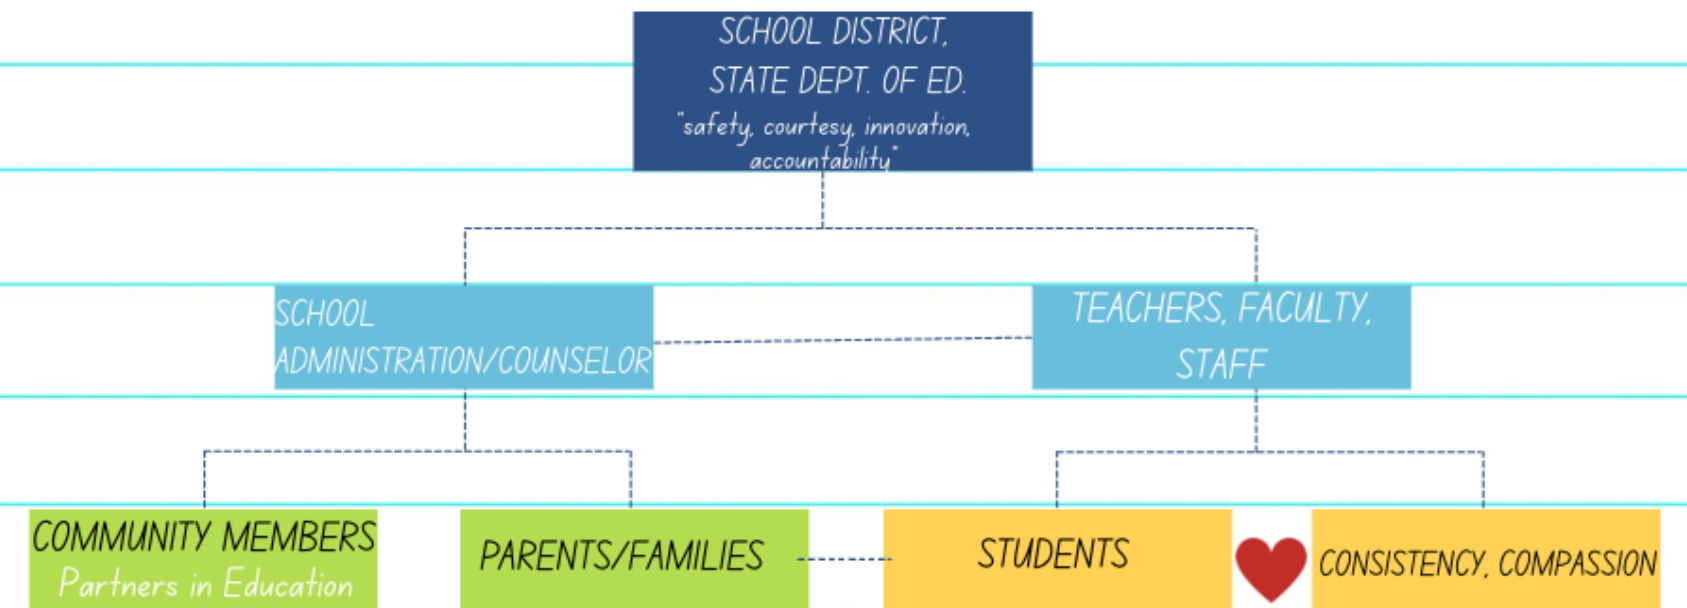 SCHOOL DISTRICT,
STATE DEPT. OF ED.
"safety, courtesy, innovation,
accountability"
SCHOOL
ADMINISTRATION/COUNSELOR
TEACHERS, FACULTY,
STAFF
COMMUNITY MEMBERS
Partners in Education
PARENTS/FAMILIES
STUDENTS
CONSISTENCY, COMPASSION